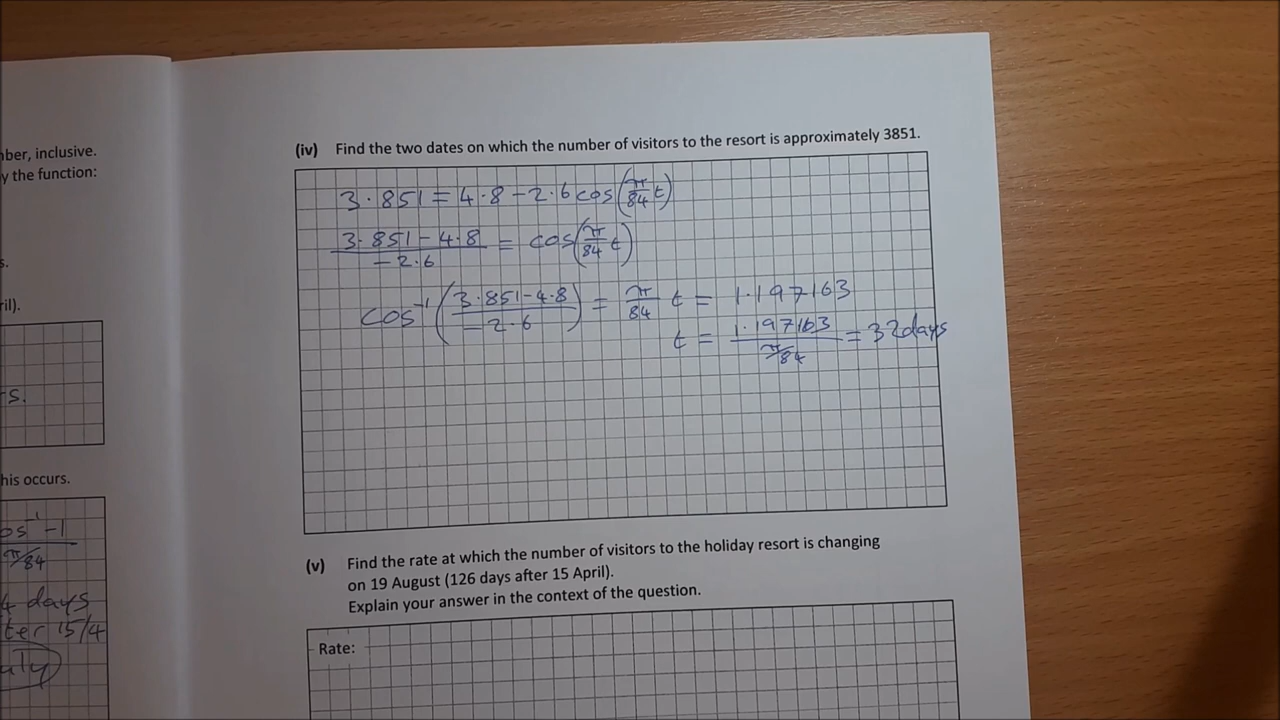 ber, inclusive.
y the function:
s.
ril).
s.
his occurs.
os⁻¹ -1
π/84
4 days
ter 15/4
uly
(iv) Find the two dates on which the number of visitors to the resort is approximately 3851.
3.851 = 4.8 - 2.6 cos(π/84 t)
3.851 - 4.8 / -2.6 = cos(π/84 t)
cos⁻¹(3.851 - 4.8 / -2.6) = π/84 t = 1.197163
t = 1.197163 / π/84 = 32 days
(v) Find the rate at which the number of visitors to the holiday resort is changing
on 19 August (126 days after 15 April).
Explain your answer in the context of the question.
Rate: